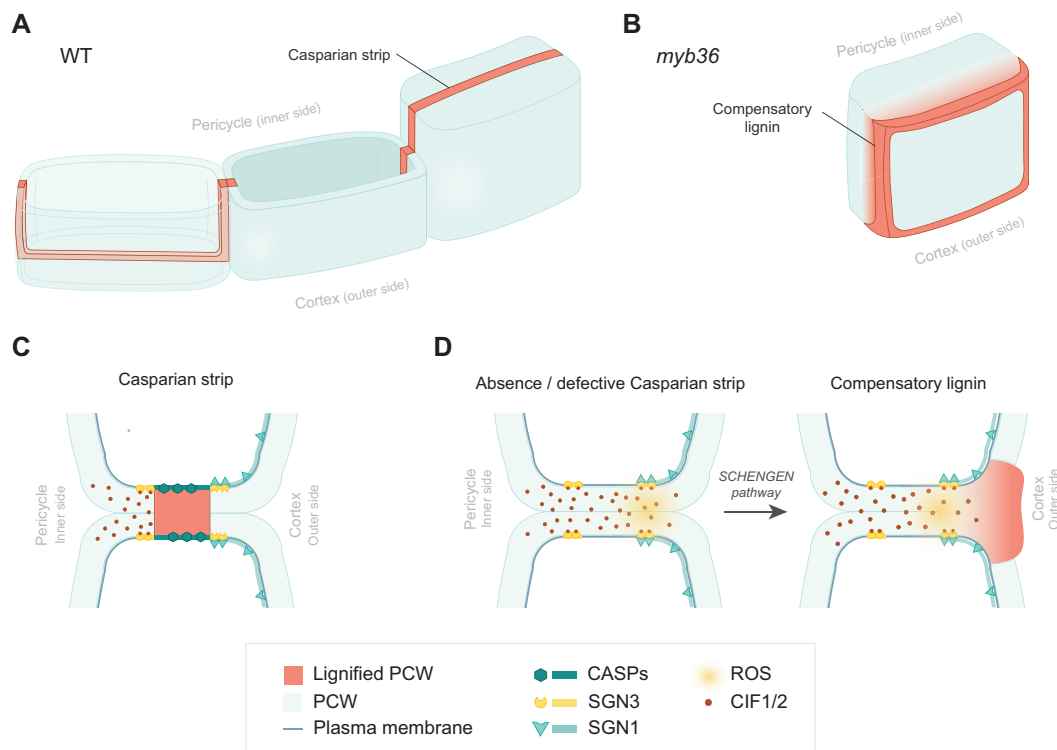 A
WT
Casparian strip
Pericycle (inner side)
Cortex (outer side)
B
myb36
Pericycle (inner side)
Compensatory
lignin
Cortex (outer side)
C
Casparian strip
Pericycle
Inner side
Cortex
Outer side
D
Absence / defective Casparian strip
Pericycle
Inner side
SCHENGEN
pathway
Compensatory lignin
Cortex
Outer side
Lignified PCW
PCW
Plasma membrane
CASPs
SGN3
SGN1
ROS
CIF1/2